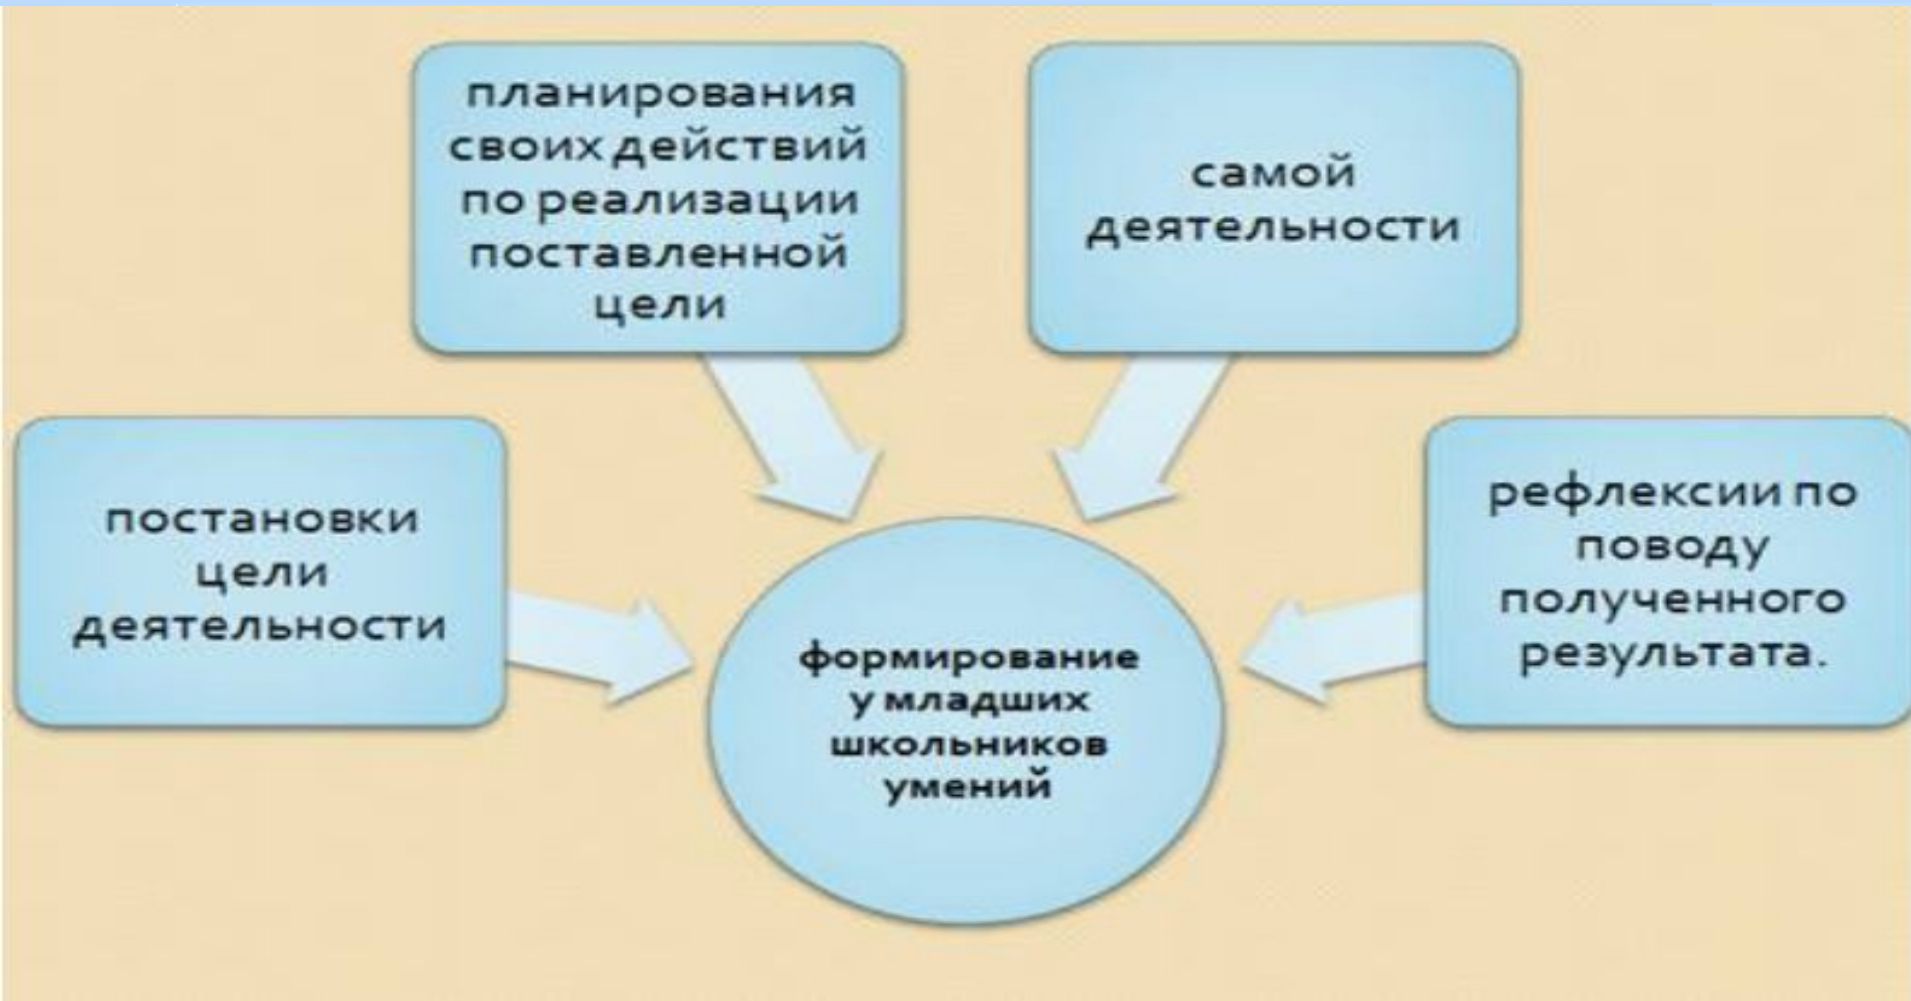 планирования
своих действий
по реализации
поставленной
цели
самой
деятельности
постановки
цели
деятельности
рефлексии по
поводу
полученного
результата.
формирование
у младших
школьников
умений